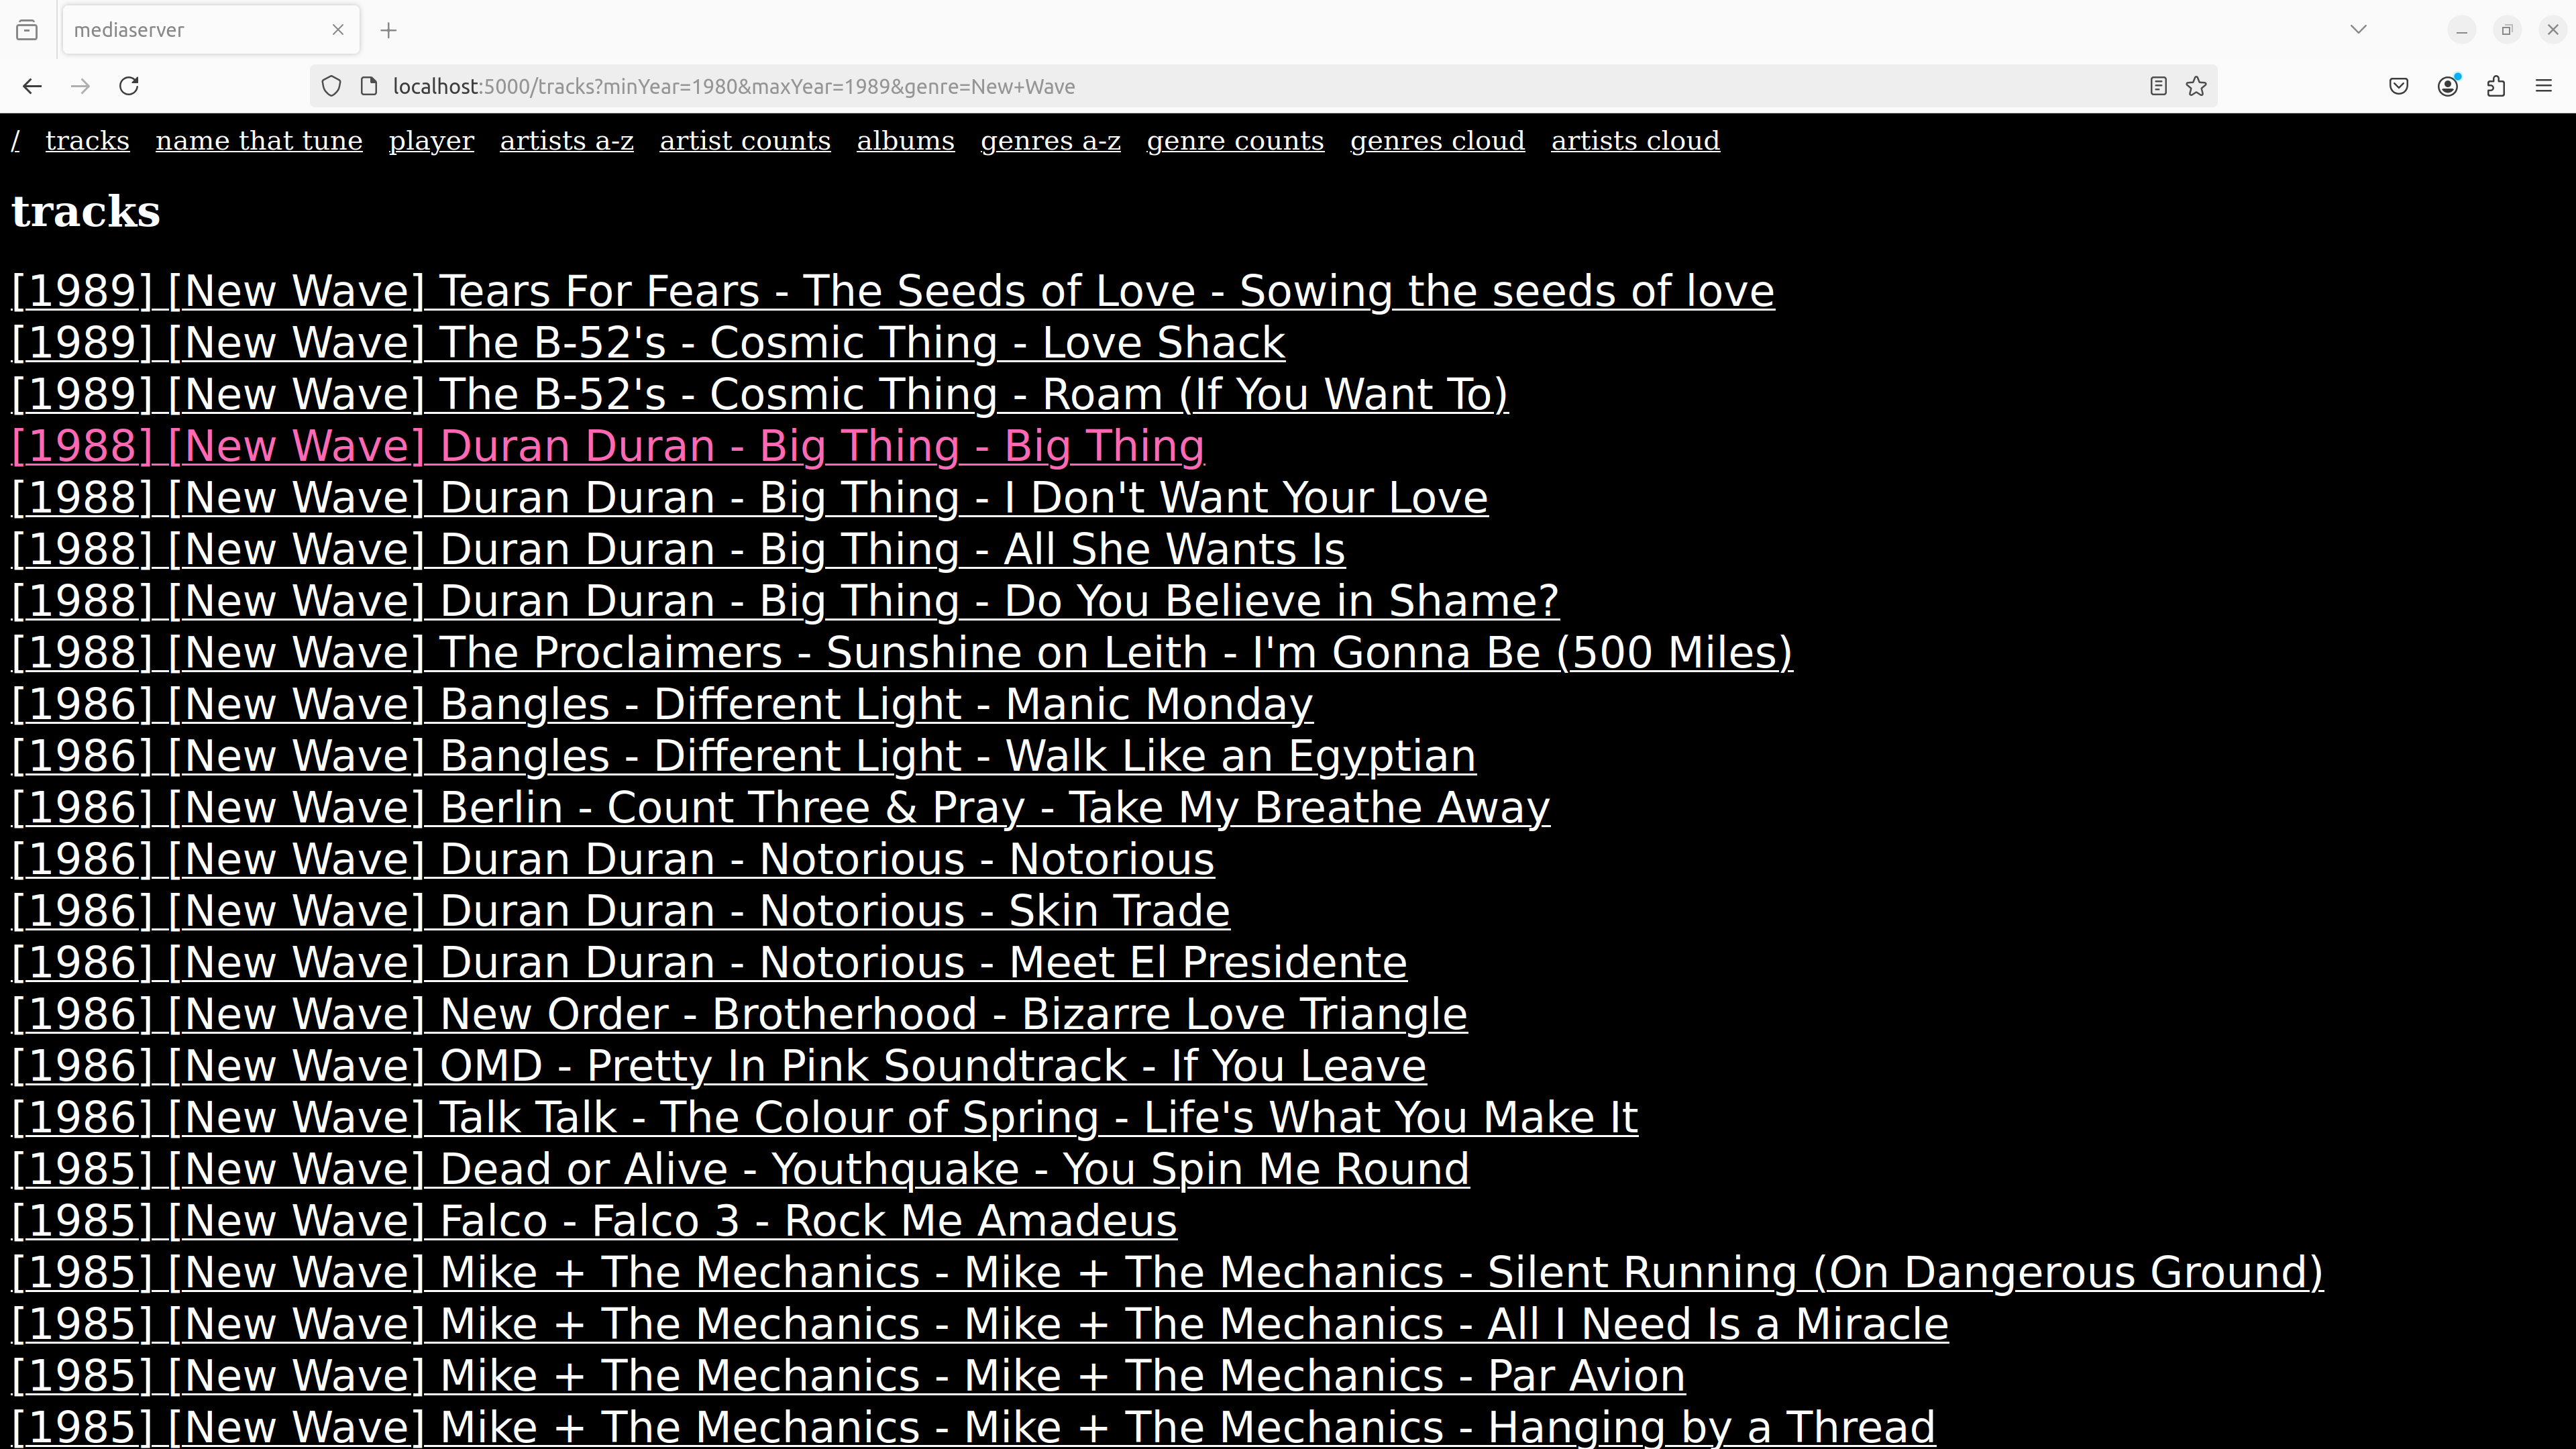 mediaserver
localhost:5000/tracks?minYear=1980&maxYear=1989&genre=New+Wave
/ tracks name that tune player artists a-z artist counts albums genres a-z genre counts genres cloud artists cloud
tracks
[1989] [New Wave] Tears For Fears - The Seeds of Love - Sowing the seeds of love
[1989] [New Wave] The B-52's - Cosmic Thing - Love Shack
[1989] [New Wave] The B-52's - Cosmic Thing - Roam (If You Want To)
[1988] [New Wave] Duran Duran - Big Thing - Big Thing
[1988] [New Wave] Duran Duran - Big Thing - I Don't Want Your Love
[1988] [New Wave] Duran Duran - Big Thing - All She Wants Is
[1988] [New Wave] Duran Duran - Big Thing - Do You Believe in Shame?
[1988] [New Wave] The Proclaimers - Sunshine on Leith - I'm Gonna Be (500 Miles)
[1986] [New Wave] Bangles - Different Light - Manic Monday
[1986] [New Wave] Bangles - Different Light - Walk Like an Egyptian
[1986] [New Wave] Berlin - Count Three & Pray - Take My Breathe Away
[1986] [New Wave] Duran Duran - Notorious - Notorious
[1986] [New Wave] Duran Duran - Notorious - Skin Trade
[1986] [New Wave] Duran Duran - Notorious - Meet El Presidente
[1986] [New Wave] New Order - Brotherhood - Bizarre Love Triangle
[1986] [New Wave] OMD - Pretty In Pink Soundtrack - If You Leave
[1986] [New Wave] Talk Talk - The Colour of Spring - Life's What You Make It
[1985] [New Wave] Dead or Alive - Youthquake - You Spin Me Round
[1985] [New Wave] Falco - Falco 3 - Rock Me Amadeus
[1985] [New Wave] Mike + The Mechanics - Mike + The Mechanics - Silent Running (On Dangerous Ground)
[1985] [New Wave] Mike + The Mechanics - Mike + The Mechanics - All I Need Is a Miracle
[1985] [New Wave] Mike + The Mechanics - Mike + The Mechanics - Par Avion
[1985] [New Wave] Mike + The Mechanics - Mike + The Mechanics - Hanging by a Thread